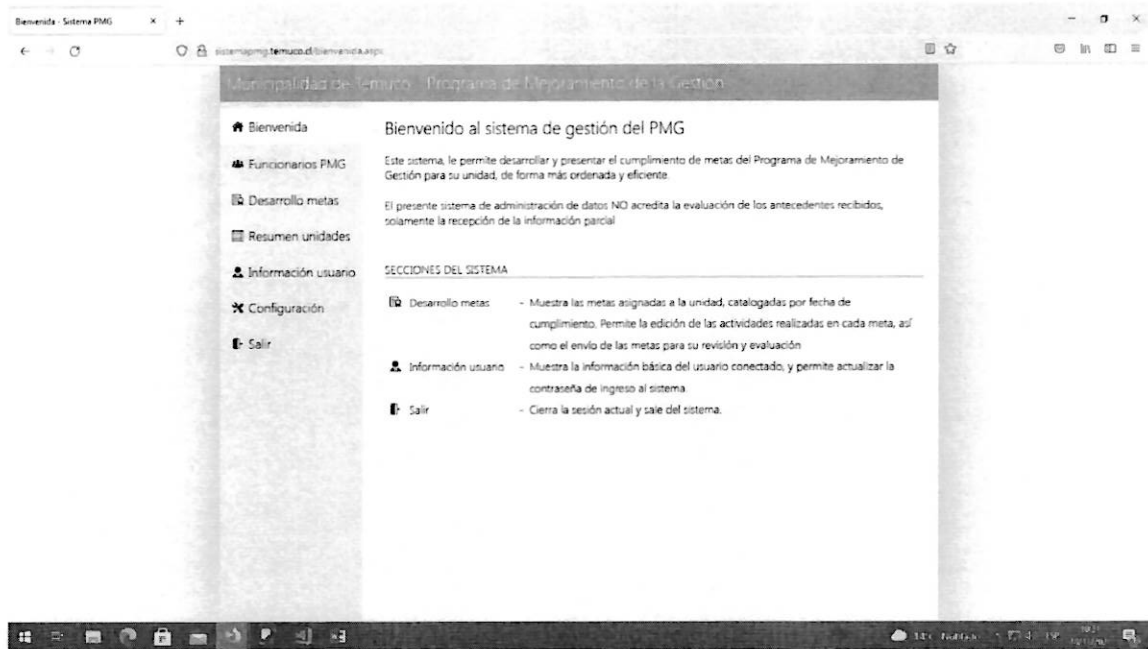 Bienvenida - Sistema PMG
sistemapmg.temuco.cl/bienvenida.aspx
Municipalidad de Temuco - Programa de Mejoramiento de la Gestión
Bienvenida
Funcionarios PMG
Desarrollo metas
Resumen unidades
Información usuario
Configuración
Salir
Bienvenido al sistema de gestión del PMG
Este sistema, le permite desarrollar y presentar el cumplimiento de metas del Programa de Mejoramiento de
Gestión para su unidad, de forma más ordenada y eficiente.
El presente sistema de administración de datos NO acredita la evaluación de los antecedentes recibidos,
solamente la recepción de la información parcial
SECCIONES DEL SISTEMA
Desarrollo metas - Muestra las metas asignadas a la unidad, catalogadas por fecha de
cumplimiento. Permite la edición de las actividades realizadas en cada meta, así
como el envío de las metas para su revisión y evaluación
Información usuario - Muestra la información básica del usuario conectado, y permite actualizar la
contraseña de ingreso al sistema.
Salir - Cierra la sesión actual y sale del sistema.
14°C Nublado